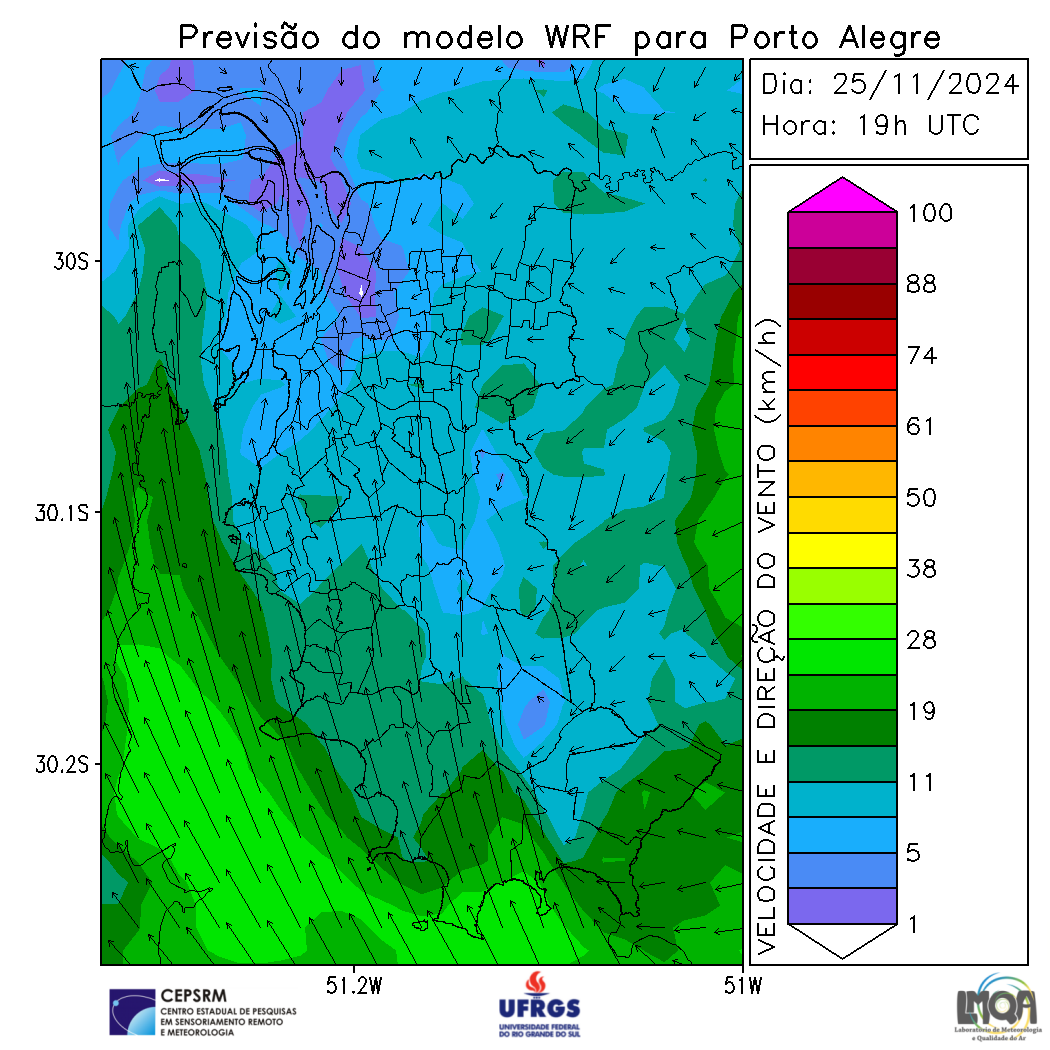 Previsão do modelo WRF para Porto Alegre
Dia: 25/11/2024
Hora: 19h UTC
30S
30.1S
30.2S
51.2W
51W
VELOCIDADE E DIREÇÃO DO VENTO (km/h)
100
88
74
61
50
38
28
19
11
5
1
CEPSRM
CENTRO ESTADUAL DE PESQUISAS
EM SENSORIAMENTO REMOTO
E METEOROLOGIA
UFRGS
UNIVERSIDADE FEDERAL
DO RIO GRANDE DO SUL
LMQA
Laboratório de Meteorologia
e Qualidade do Ar